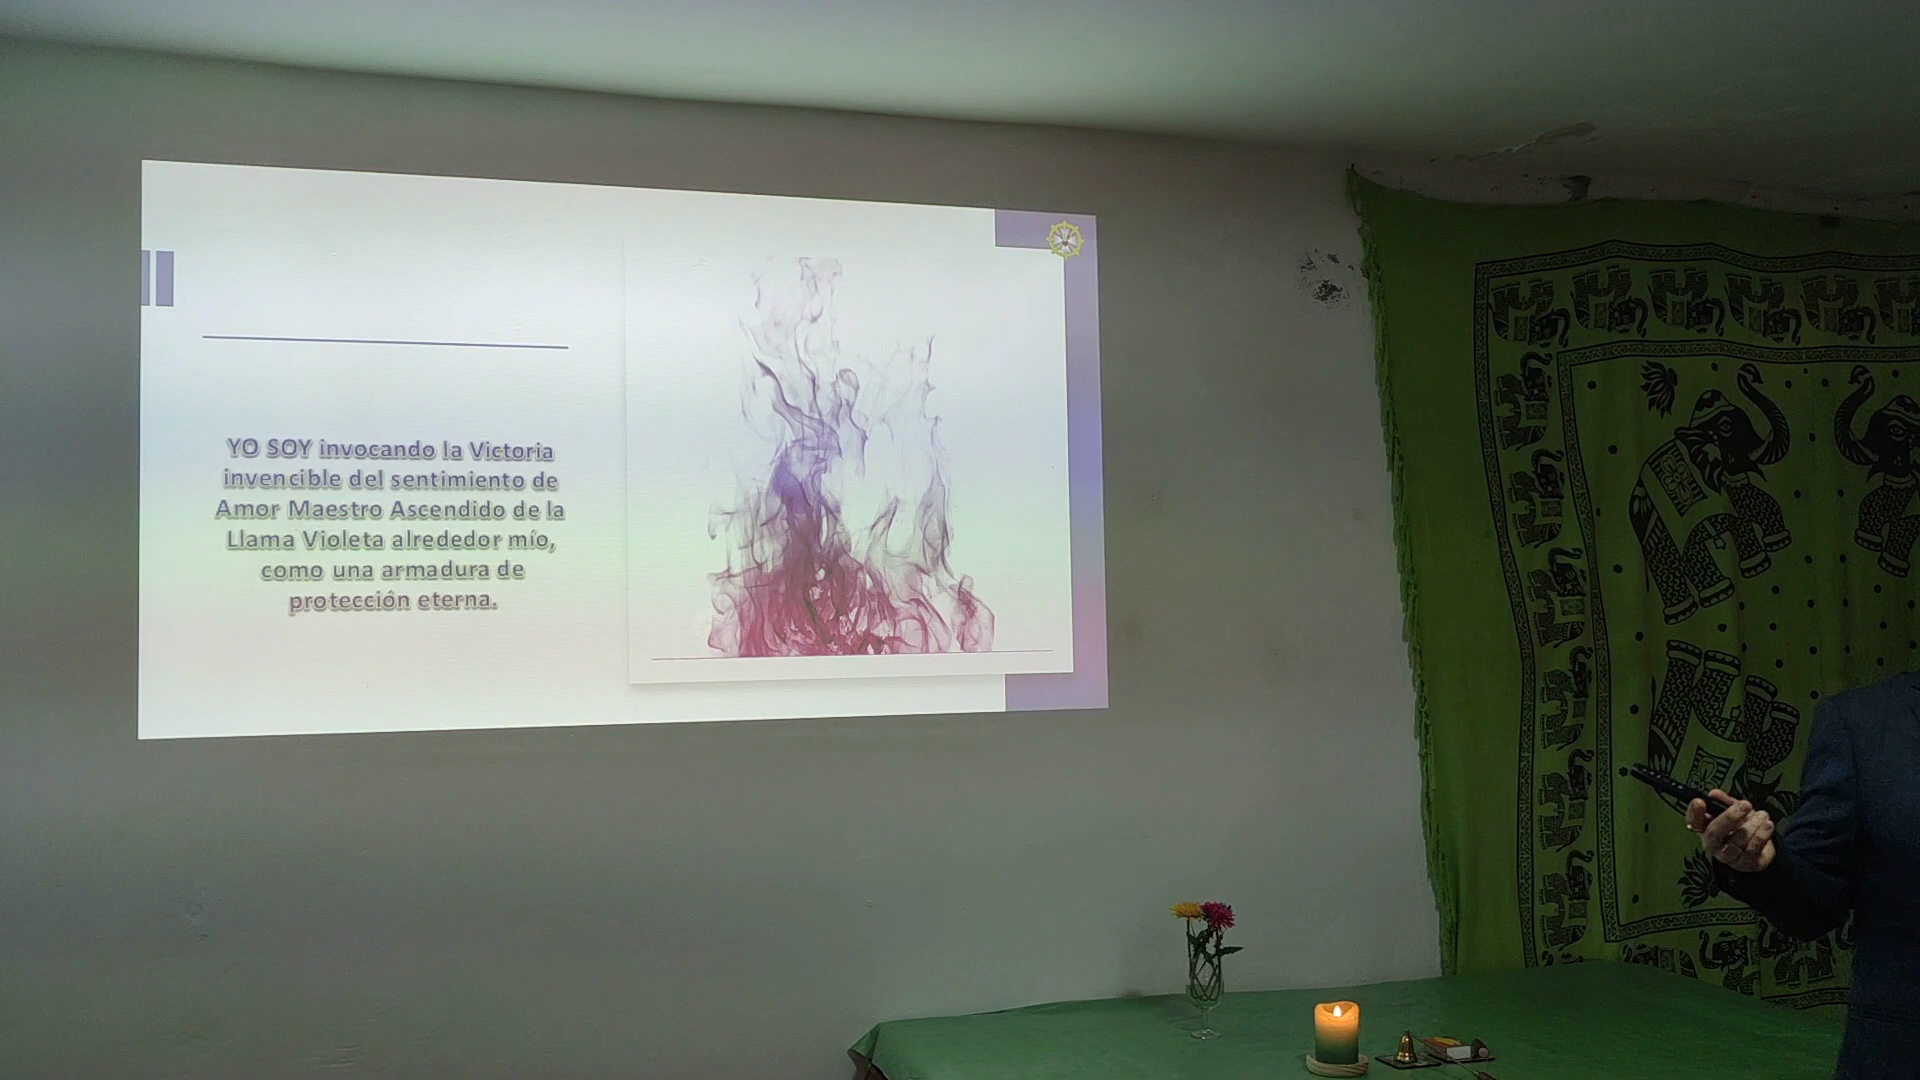 YO SOY invocando la Victoria
invencible del sentimiento de
Amor Maestro Ascendido de la
Llama Violeta alrededor mío,
como una armadura de
protección eterna.